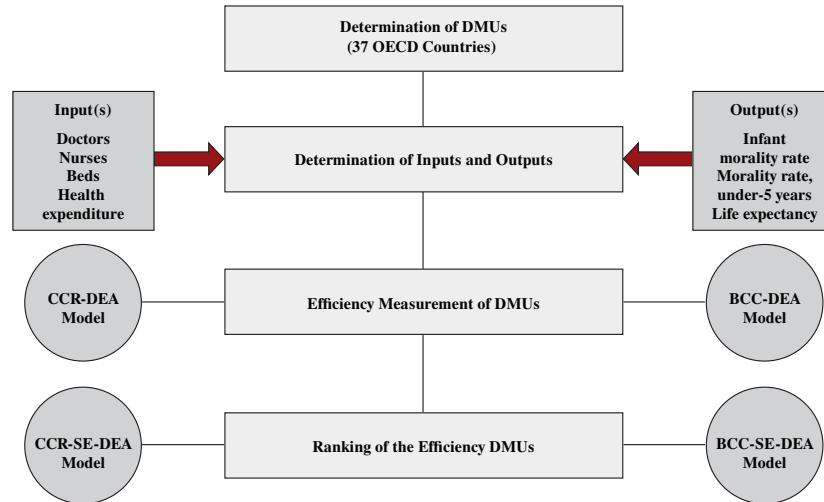 Determination of DMUs
(37 OECD Countries)
Input(s)
Doctors
Nurses
Beds
Health
expenditure
Determination of Inputs and Outputs
Output(s)
Infant
morality rate
Morality rate,
under-5 years
Life expectancy
CCR-DEA
Model
Efficiency Measurement of DMUs
BCC-DEA
Model
CCR-SE-DEA
Model
Ranking of the Efficiency DMUs
BCC-SE-DEA
Model